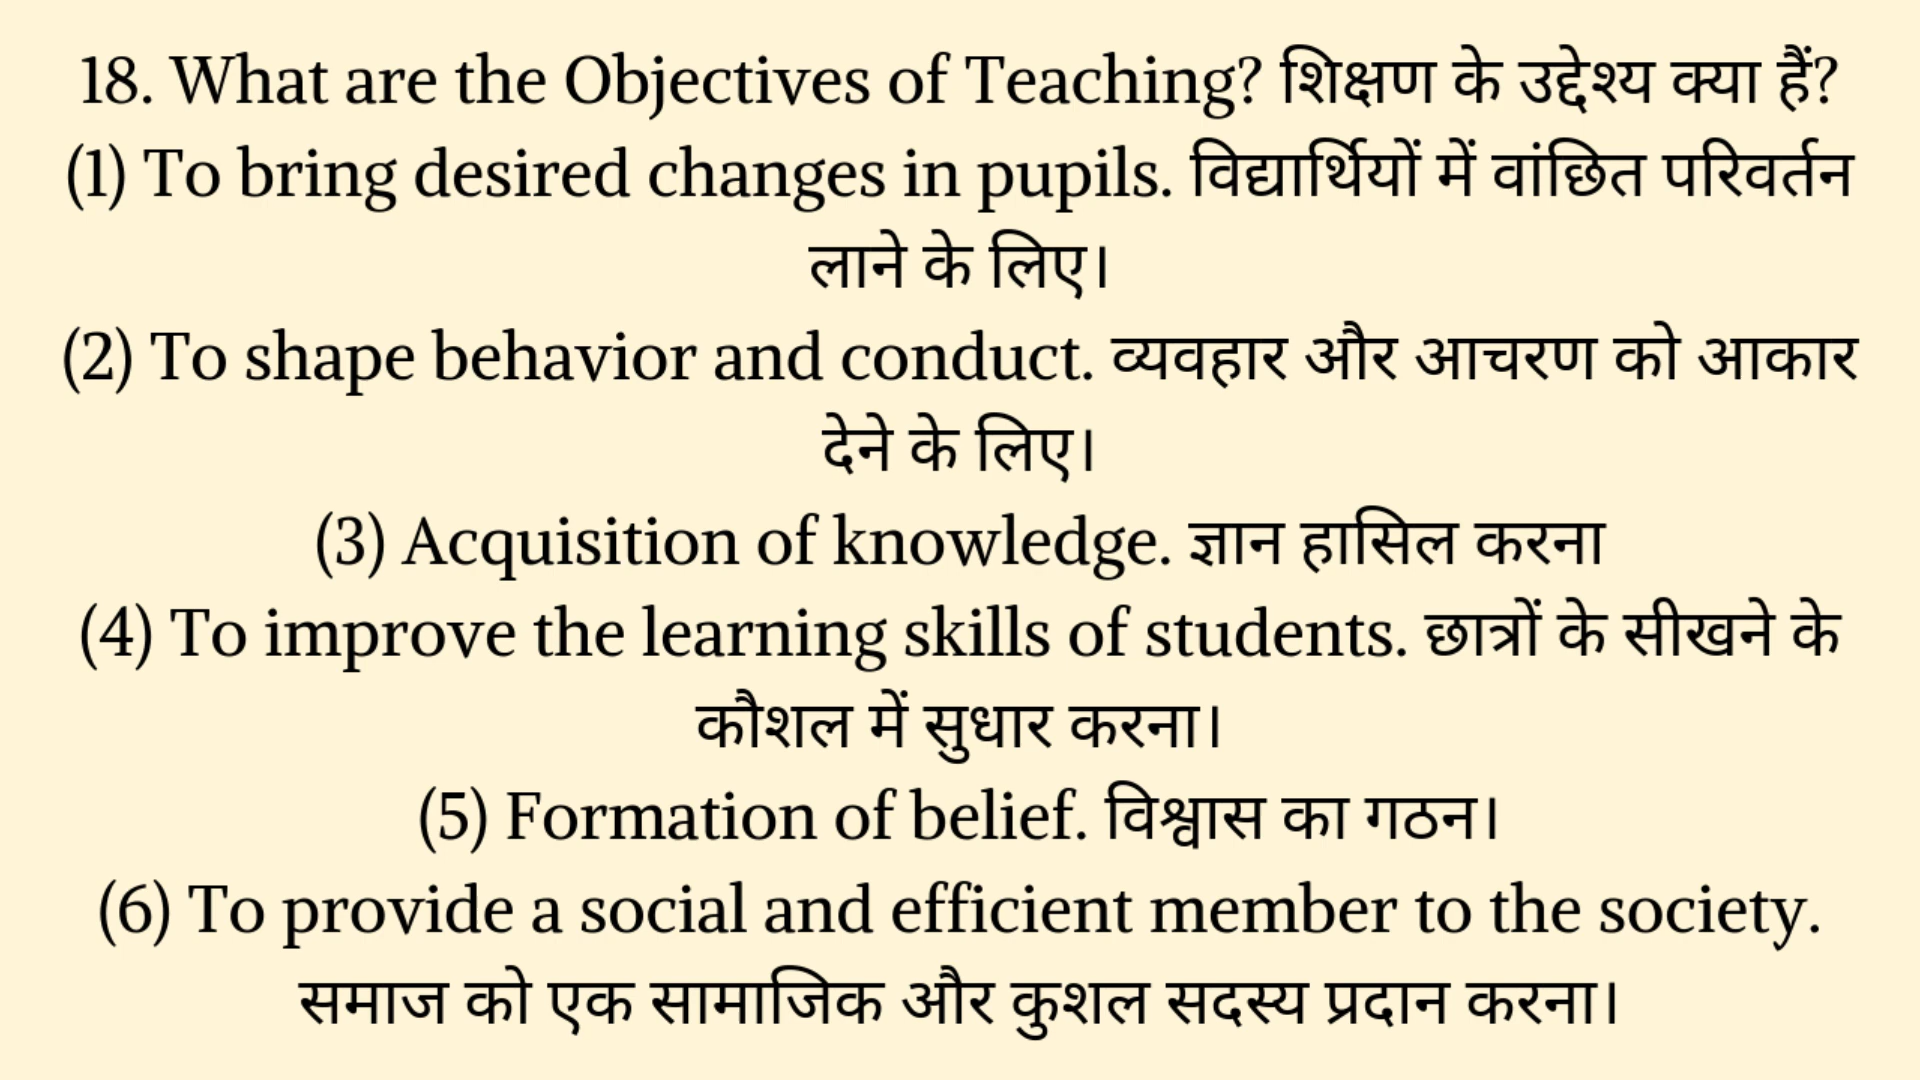 18. What are the Objectives of Teaching? शिक्षण के उद्देश्य क्या हैं?
(1) To bring desired changes in pupils. विद्यार्थियों में वांछित परिवर्तन
लाने के लिए।
(2) To shape behavior and conduct. व्यवहार और आचरण को आकार
देने के लिए।
(3) Acquisition of knowledge. ज्ञान हासिल करना
(4) To improve the learning skills of students. छात्रों के सीखने के
कौशल में सुधार करना।
(5) Formation of belief. विश्वास का गठन।
(6) To provide a social and efficient member to the society.
समाज को एक सामाजिक और कुशल सदस्य प्रदान करना।